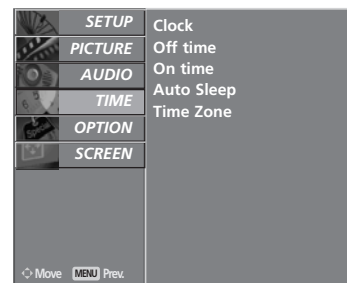 SETUP
PICTURE
AUDIO
TIME
OPTION
SCREEN
Clock
Off time
On time
Auto Sleep
Time Zone
Move MENU Prev.